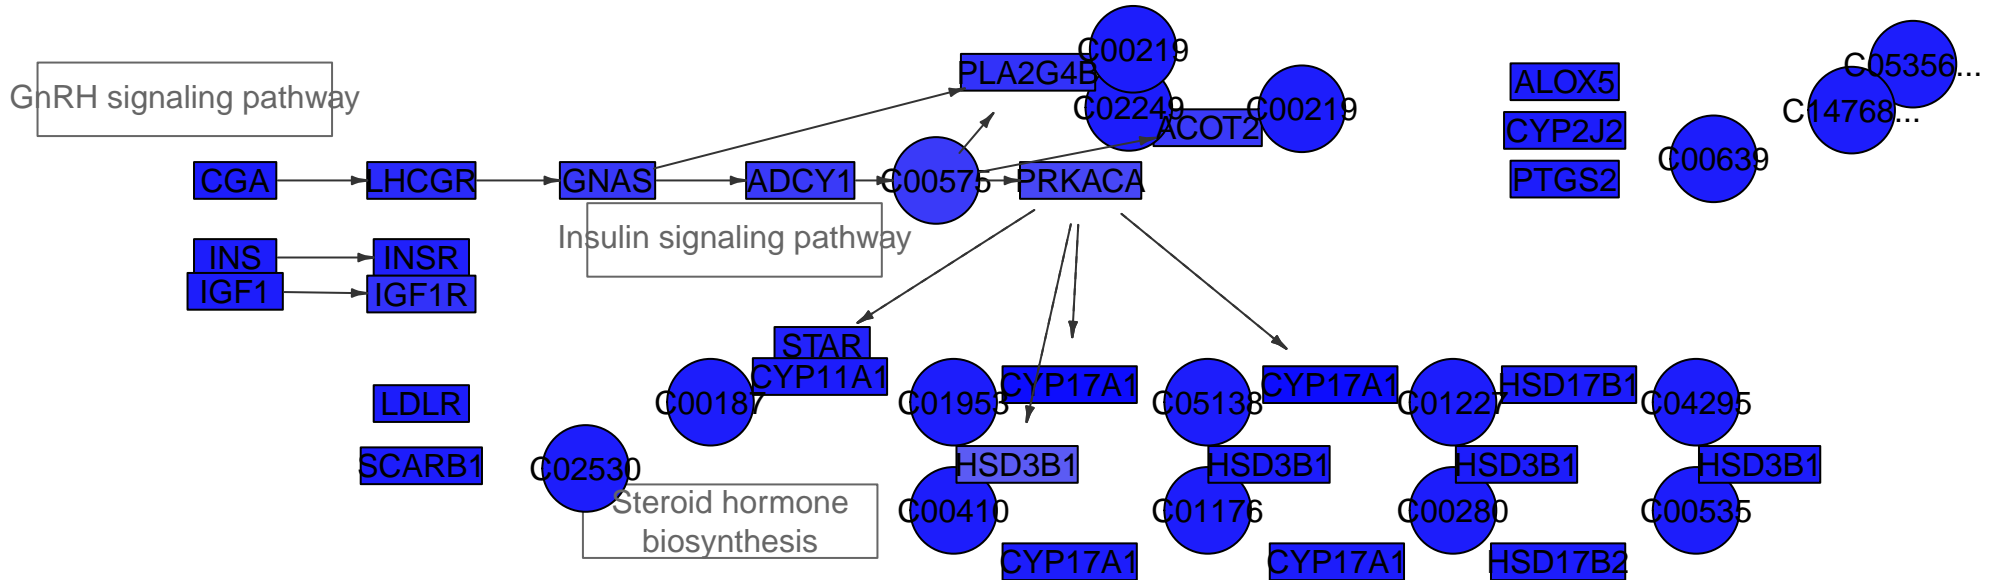 GnRH signaling pathway
PLA2G4B
C00219
C02249
ACOT2
C00219
ALOX5
CYP2J2
PTGS2
C00639
C14768...
C05356...
CGA
LHCGR
GNAS
ADCY1
C00575
PRKACA
Insulin signaling pathway
INS
INSR
IGF1
IGF1R
STAR
CYP11A1
C00187
C01953
CYP17A1
C05138
CYP17A1
C01227
HSD17B1
C04295
LDLR
SCARB1
C02530
HSD3B1
HSD3B1
HSD3B1
HSD3B1
Steroid hormone
biosynthesis
C00410
C01176
C00280
C00535
CYP17A1
CYP17A1
HSD17B2